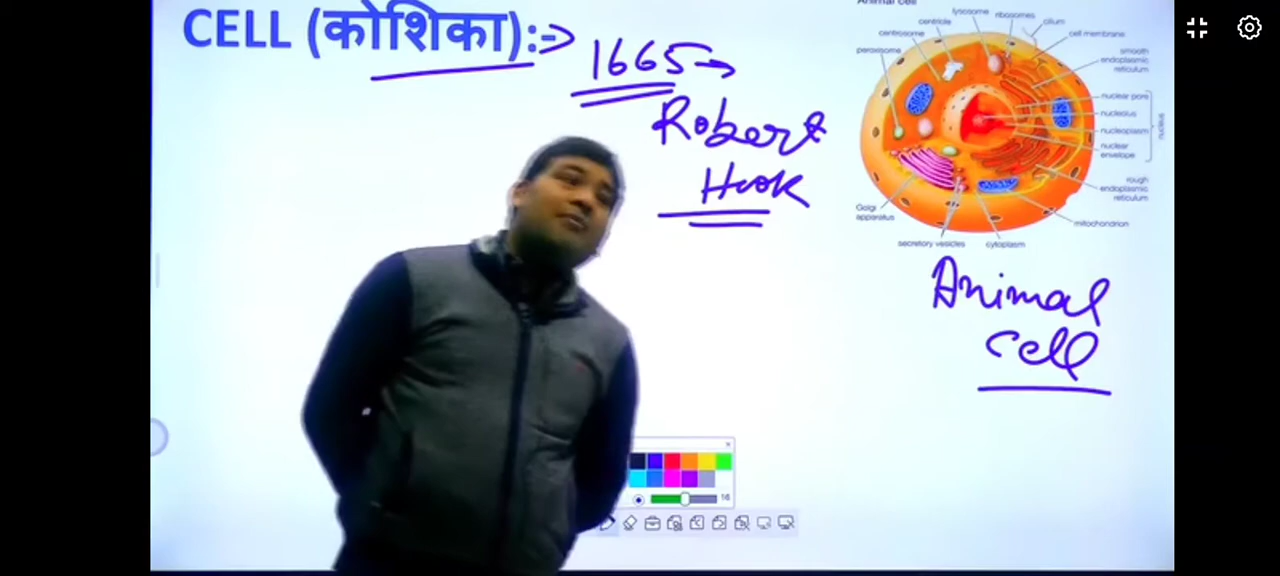 CELL (कोशिका):->
1665→
Robert
Hook
Animal cell
lysosome
ribosomes
centriole
cilium
centrosome
cell membrane
peroxisome
smooth
endoplasmic
reticulum
nuclear pore
nucleolus
nucleus
nucleoplasm
nuclear
envelope
rough
endoplasmic
reticulum
Golgi
apparatus
mitochondrion
secretory vesicles
cytoplasm
Animal
cell
16